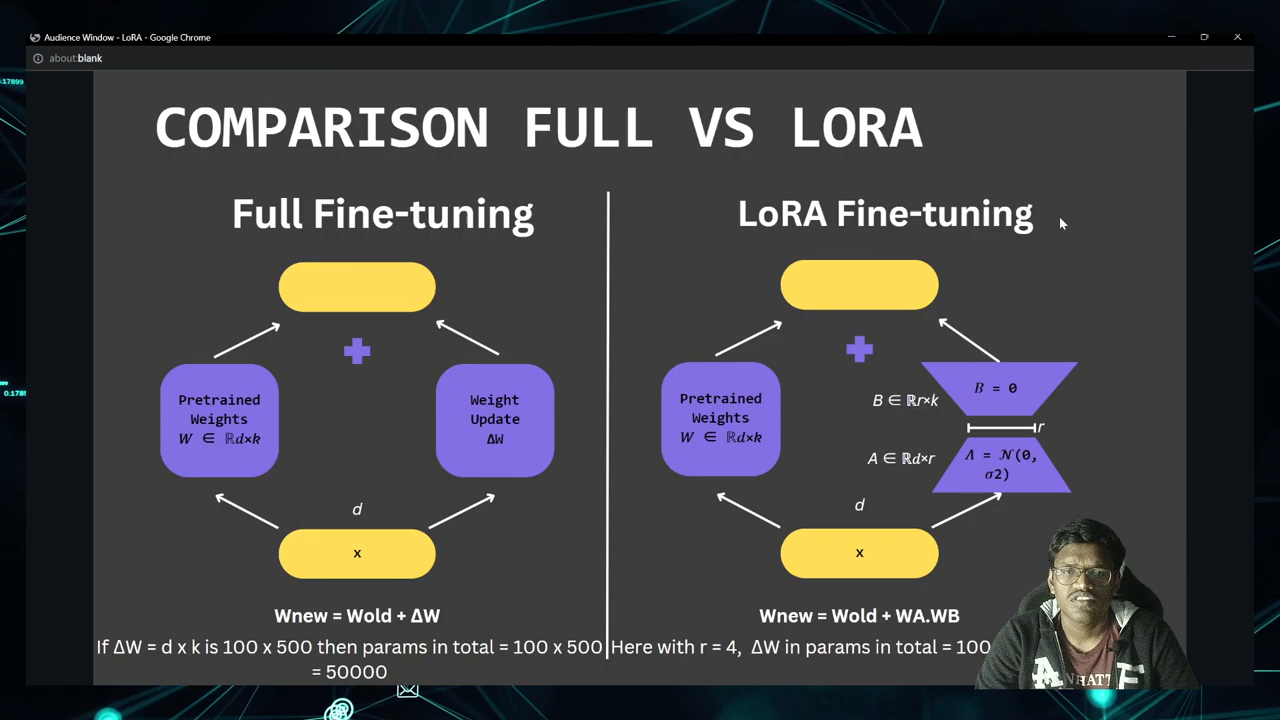 Audience Window - LoRA - Google Chrome
about:blank
COMPARISON FULL VS LORA
Full Fine-tuning
Pretrained
Weights
W ∈ ℝd×k
Weight
Update
ΔW
d
x
Wnew = Wold + ΔW
If ΔW = d x k is 100 x 500 then params in total = 100 x 500
= 50000
LoRA Fine-tuning
Pretrained
Weights
W ∈ ℝd×k
B = 0
B ∈ ℝr×k
r
A ∈ ℝd×r
A = N(0,
σ2)
d
x
Wnew = Wold + WA.WB
Here with r = 4, ΔW in params in total = 100